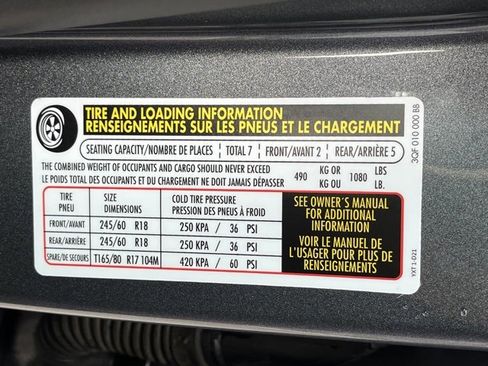 TIRE AND LOADING INFORMATION
RENSEIGNEMENTS SUR LES PNEUS ET LE CHARGEMENT
SEATING CAPACITY/NOMBRE DE PLACES TOTAL 7 FRONT/AVANT 2 REAR/ARRIÈRE 5
THE COMBINED WEIGHT OF OCCUPANTS AND CARGO SHOULD NEVER EXCEED
LE POIDS TOTAL DES OCCUPANTS ET DU CHARGEMENT NE DOIT JAMAIS DÉPASSER
490 KG OR 1080 LBS.
KG OU LB.
TIRE SIZE COLD TIRE PRESSURE
PNEU DIMENSIONS PRESSION DES PNEUS À FROID
FRONT/AVANT 245/60 R18 250 KPA / 36 PSI
REAR/ARRIÈRE 245/60 R18 250 KPA / 36 PSI
SPARE/DE SECOURS T165/80 R17 104M 420 KPA / 60 PSI
SEE OWNER´S MANUAL
FOR ADDITIONAL
INFORMATION
VOIR LE MANUEL DE
L'USAGER POUR PLUS DE
RENSEIGNEMENTS
3QF 010 000 BB
YXT 1-D21